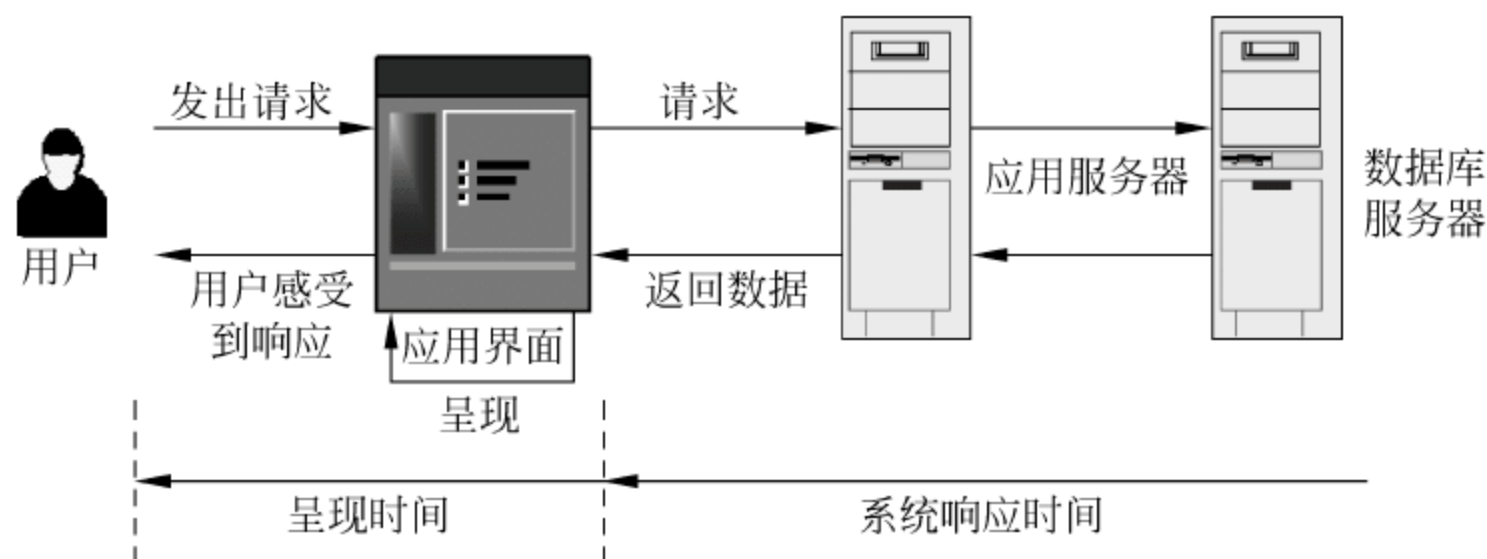 发出请求
请求
应用服务器
数据库
服务器
用户
用户感受
到响应
返回数据
应用界面
呈现
呈现时间
系统响应时间